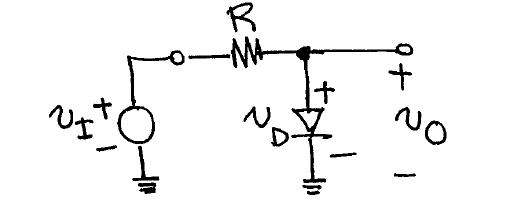 R
+
+
v_I + v_D v_O
- - -